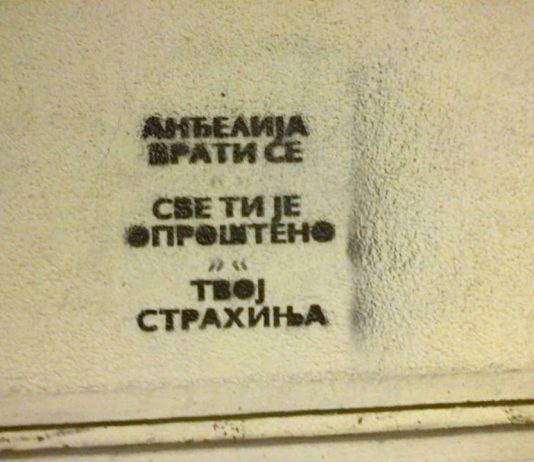 АНЂЕЛИЈА
ВРАТИ СЕ
СВЕ ТИ ЈЕ
ОПРОШТЕНО
» «
ТВОЈ
СТРАХИЊА